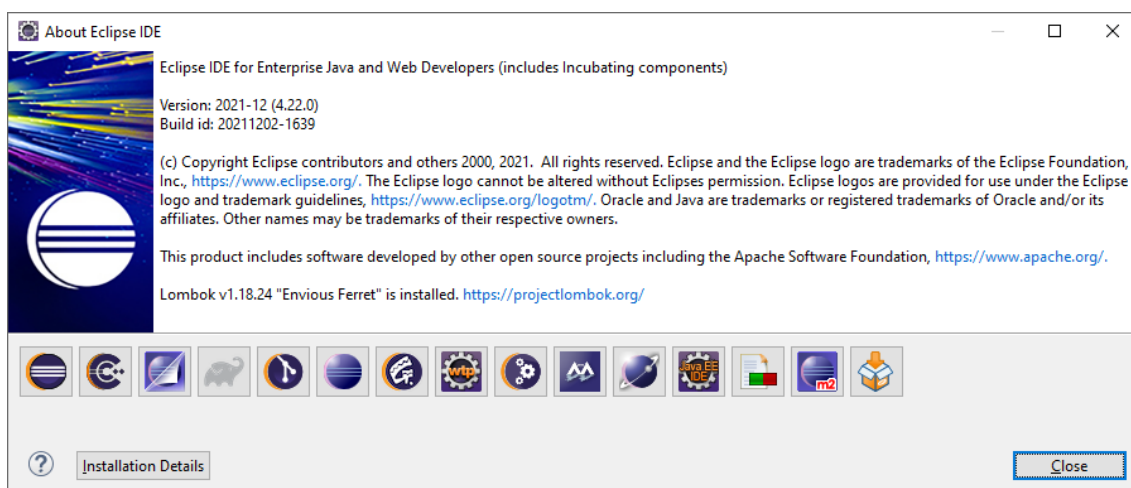 About Eclipse IDE
Eclipse IDE for Enterprise Java and Web Developers (includes Incubating components)
Version: 2021-12 (4.22.0)
Build id: 20211202-1639
(c) Copyright Eclipse contributors and others 2000, 2021.  All rights reserved. Eclipse and the Eclipse logo are trademarks of the Eclipse Foundation,
Inc., https://www.eclipse.org/. The Eclipse logo cannot be altered without Eclipses permission. Eclipse logos are provided for use under the Eclipse
logo and trademark guidelines, https://www.eclipse.org/logotm/. Oracle and Java are trademarks or registered trademarks of Oracle and/or its
affiliates. Other names may be trademarks of their respective owners.
This product includes software developed by other open source projects including the Apache Software Foundation, https://www.apache.org/.
Lombok v1.18.24 "Envious Ferret" is installed. https://projectlombok.org/
wtp
Java EE
IDE
m2
?
Installation Details
Close